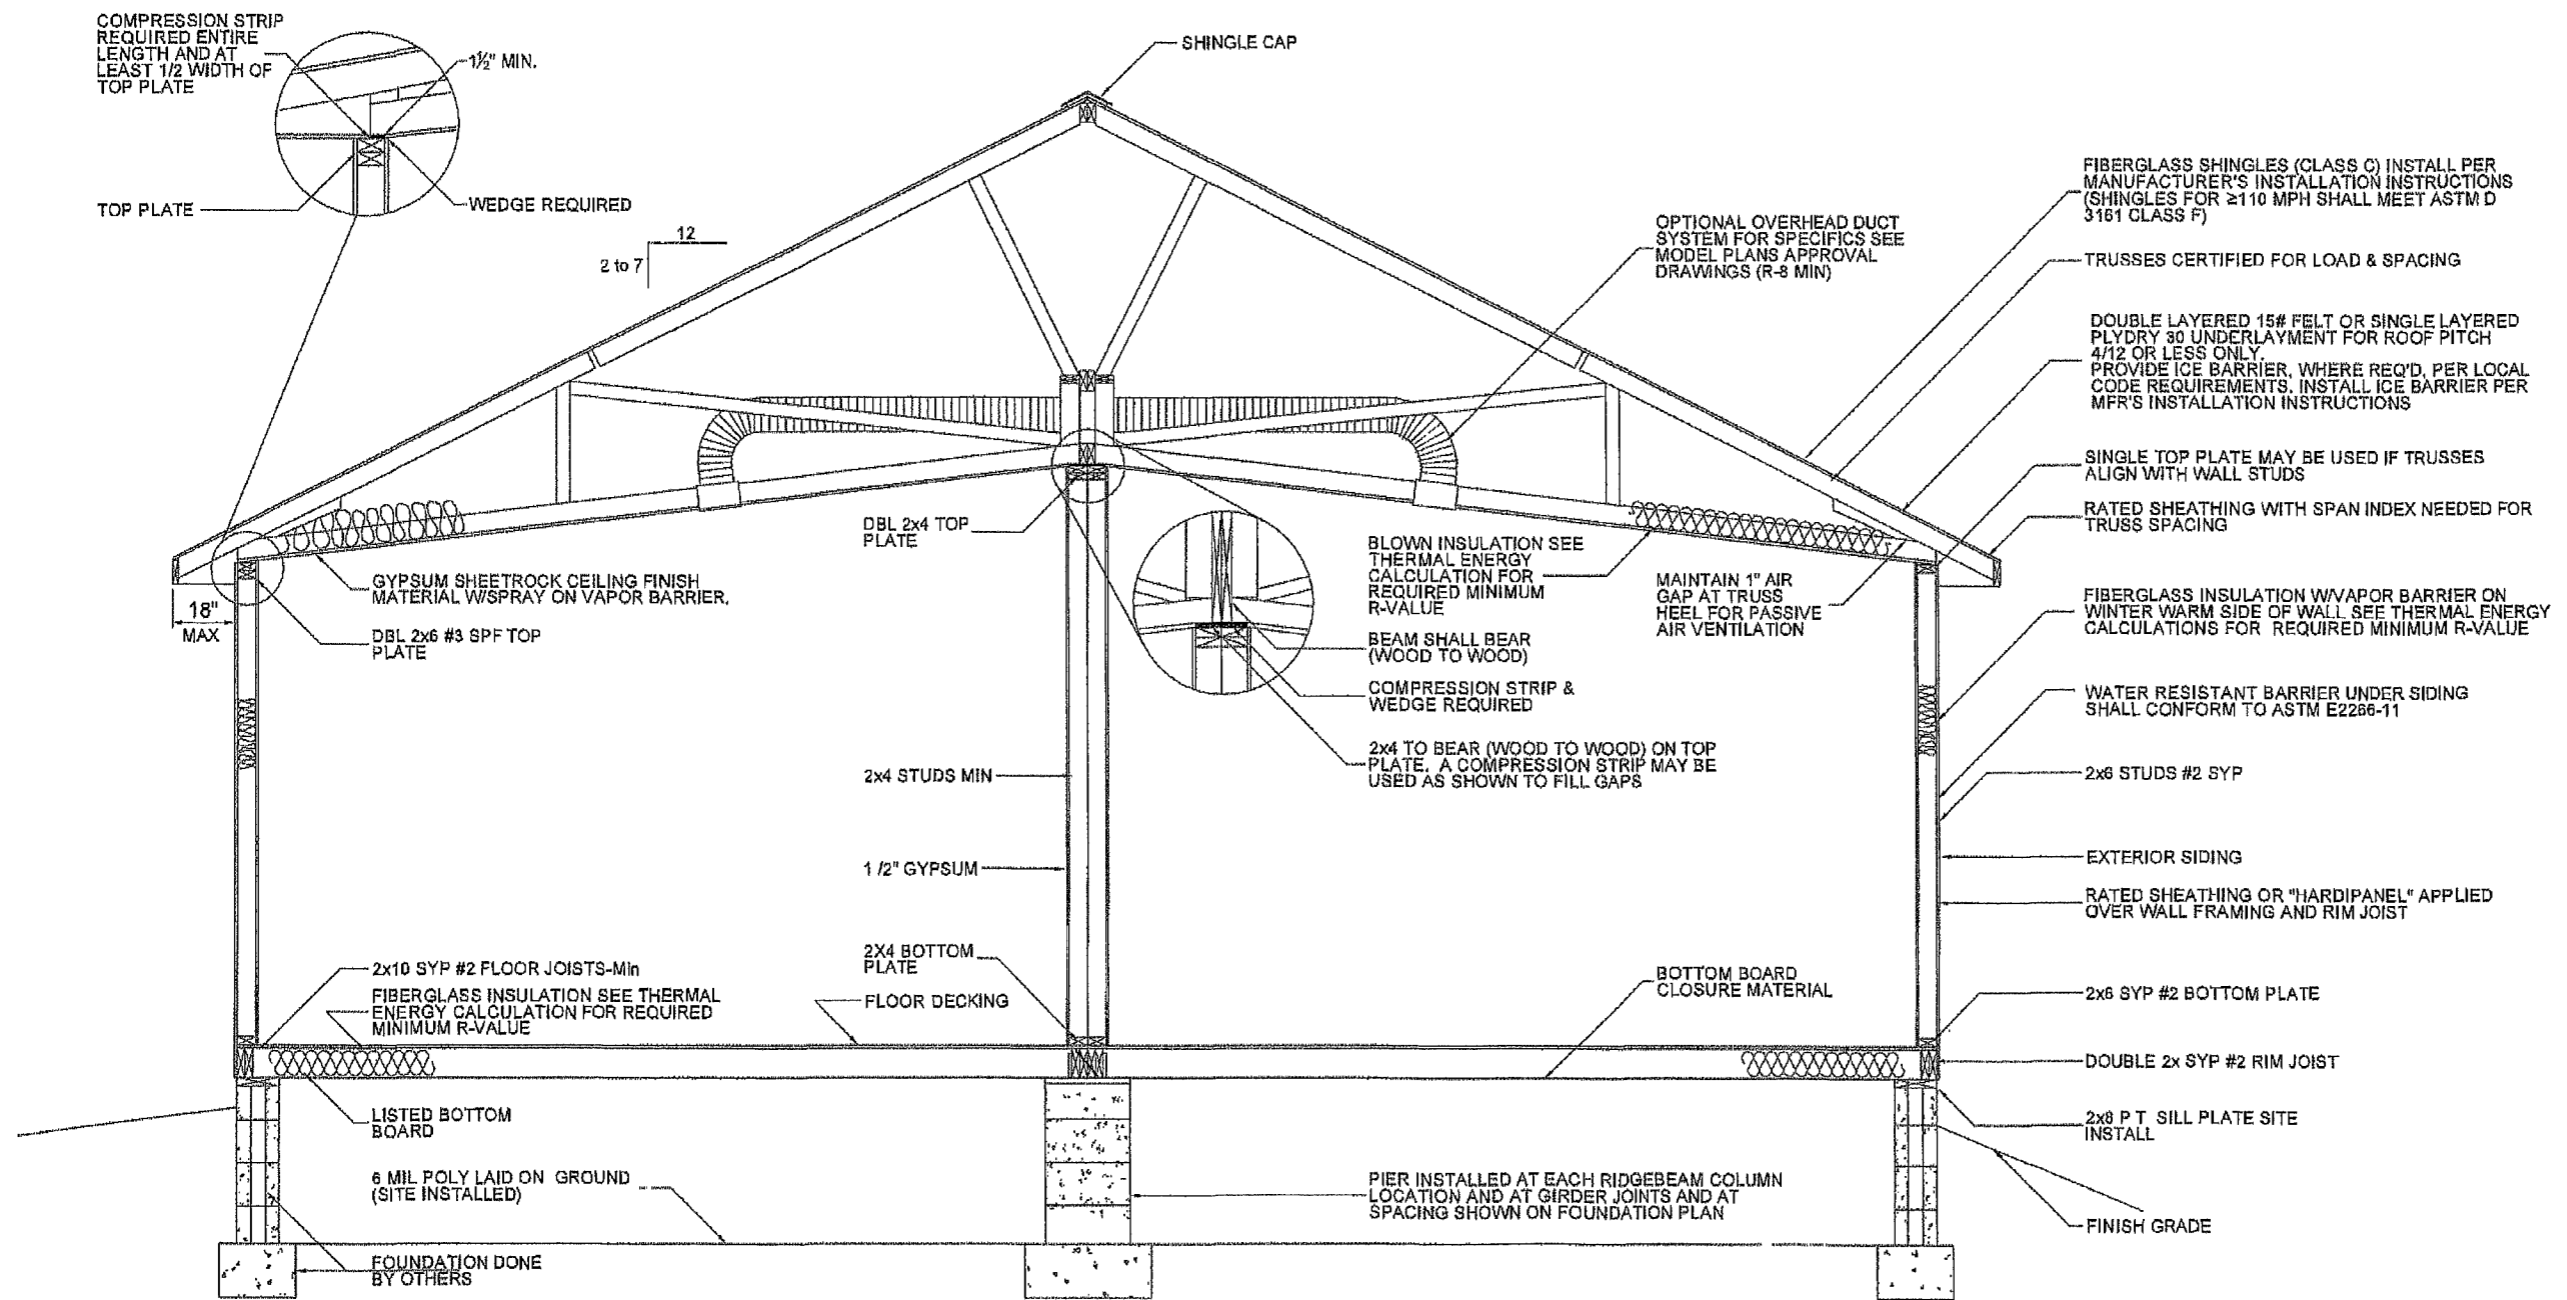 COMPRESSION STRIP
REQUIRED ENTIRE
LENGTH AND AT
LEAST 1/2 WIDTH OF
TOP PLATE
1½" MIN.
TOP PLATE
WEDGE REQUIRED
SHINGLE CAP
12
2 to 7
OPTIONAL OVERHEAD DUCT
SYSTEM FOR SPECIFICS SEE
MODEL PLANS APPROVAL
DRAWINGS (R-8 MIN)
FIBERGLASS SHINGLES (CLASS C) INSTALL PER
MANUFACTURER'S INSTALLATION INSTRUCTIONS
(SHINGLES FOR ≥110 MPH SHALL MEET ASTM D
3161 CLASS F)
TRUSSES CERTIFIED FOR LOAD & SPACING
DOUBLE LAYERED 15# FELT OR SINGLE LAYERED
PLYDRY 30 UNDERLAYMENT FOR ROOF PITCH
4/12 OR LESS ONLY.
PROVIDE ICE BARRIER, WHERE REQ'D, PER LOCAL
CODE REQUIREMENTS. INSTALL ICE BARRIER PER
MFR'S INSTALLATION INSTRUCTIONS
SINGLE TOP PLATE MAY BE USED IF TRUSSES
ALIGN WITH WALL STUDS
RATED SHEATHING WITH SPAN INDEX NEEDED FOR
TRUSS SPACING
FIBERGLASS INSULATION W/VAPOR BARRIER ON
WINTER WARM SIDE OF WALL SEE THERMAL ENERGY
CALCULATIONS FOR REQUIRED MINIMUM R-VALUE
WATER RESISTANT BARRIER UNDER SIDING
SHALL CONFORM TO ASTM E2266-11
2x6 STUDS #2 SYP
EXTERIOR SIDING
RATED SHEATHING OR "HARDIPANEL" APPLIED
OVER WALL FRAMING AND RIM JOIST
2x6 SYP #2 BOTTOM PLATE
DOUBLE 2x SYP #2 RIM JOIST
2x8 P T SILL PLATE SITE
INSTALL
FINISH GRADE
18"
MAX
GYPSUM SHEETROCK CEILING FINISH
MATERIAL W/SPRAY ON VAPOR BARRIER.
DBL 2x6 #3 SPF TOP
PLATE
DBL 2x4 TOP
PLATE
BLOWN INSULATION SEE
THERMAL ENERGY
CALCULATION FOR
REQUIRED MINIMUM
R-VALUE
MAINTAIN 1" AIR
GAP AT TRUSS
HEEL FOR PASSIVE
AIR VENTILATION
BEAM SHALL BEAR
(WOOD TO WOOD)
COMPRESSION STRIP &
WEDGE REQUIRED
2x4 TO BEAR (WOOD TO WOOD) ON TOP
PLATE. A COMPRESSION STRIP MAY BE
USED AS SHOWN TO FILL GAPS
2x4 STUDS MIN
1 /2" GYPSUM
2X4 BOTTOM
PLATE
FLOOR DECKING
BOTTOM BOARD
CLOSURE MATERIAL
2x10 SYP #2 FLOOR JOISTS-Min
FIBERGLASS INSULATION SEE THERMAL
ENERGY CALCULATION FOR REQUIRED
MINIMUM R-VALUE
LISTED BOTTOM
BOARD
6 MIL POLY LAID ON GROUND
(SITE INSTALLED)
PIER INSTALLED AT EACH RIDGEBEAM COLUMN
LOCATION AND AT GIRDER JOINTS AND AT
SPACING SHOWN ON FOUNDATION PLAN
FOUNDATION DONE
BY OTHERS